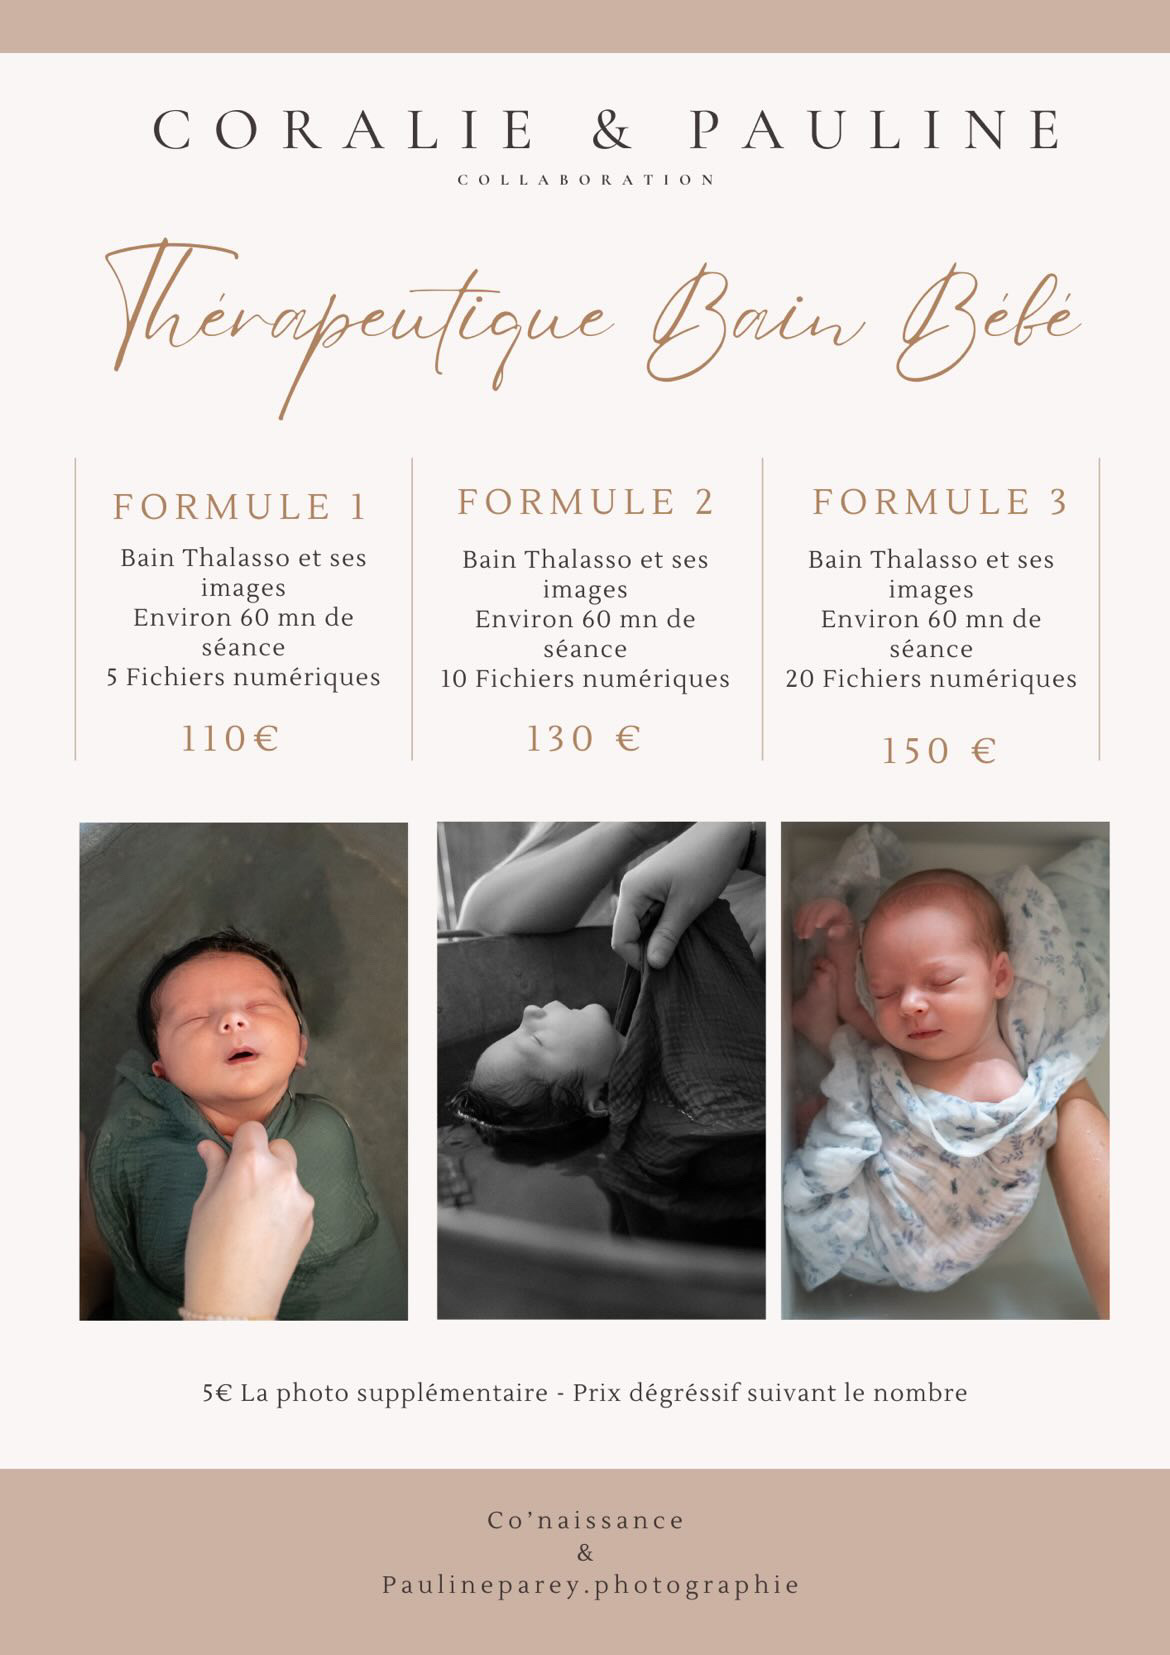 CORALIE & PAULINE
COLLABORATION
Thérapeutique Bain Bébé
FORMULE 1
Bain Thalasso et ses
images
Environ 60 mn de
séance
5 Fichiers numériques
110€
FORMULE 2
Bain Thalasso et ses
images
Environ 60 mn de
séance
10 Fichiers numériques
130 €
FORMULE 3
Bain Thalasso et ses
images
Environ 60 mn de
séance
20 Fichiers numériques
150 €
5€ La photo supplémentaire - Prix dégréssif suivant le nombre
Co’naissance
&
Paulineparey.photographie